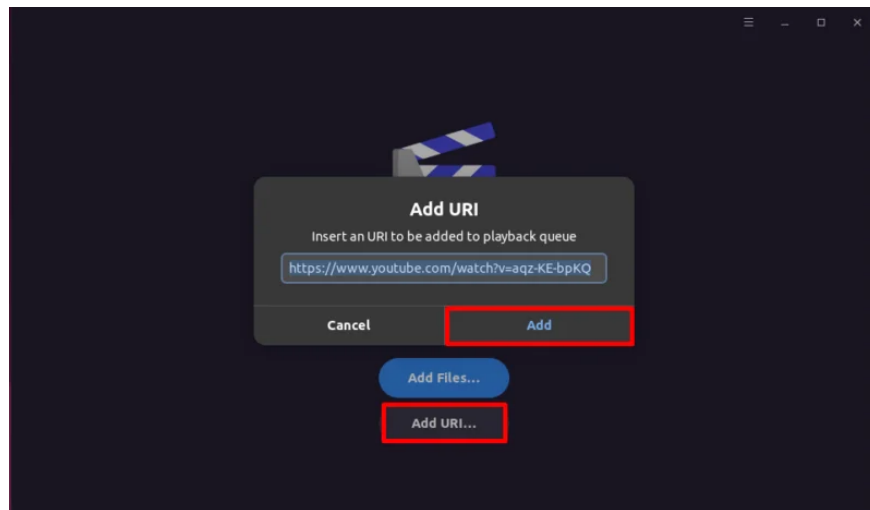 Add URI
Insert an URI to be added to playback queue
https://www.youtube.com/watch?v=aqz-KE-bpKQ
Cancel Add
Add Files...
Add URI...